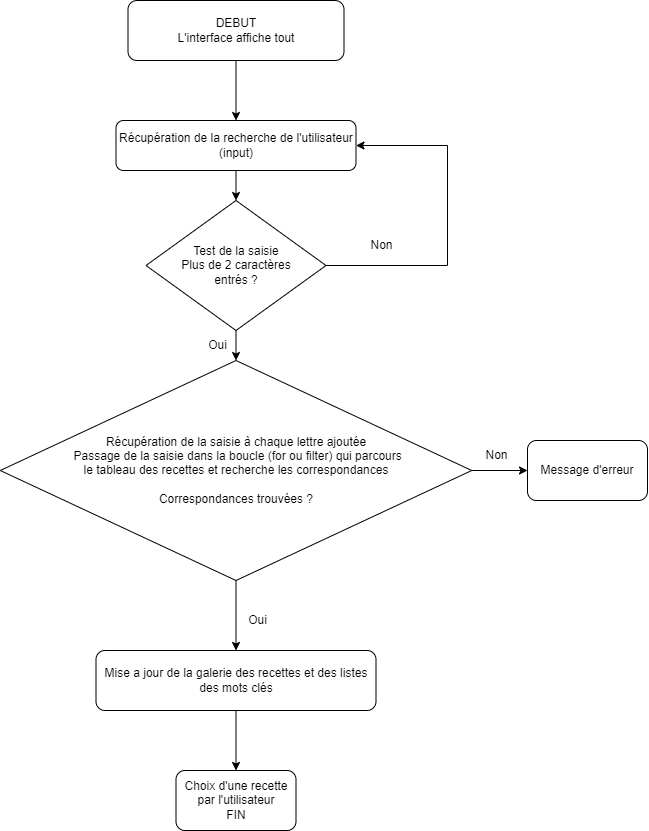 DEBUT
L'interface affiche tout
Récupération de la recherche de l'utilisateur
(input)
Non
Test de la saisie
Plus de 2 caractères
entrés ?
Oui
Récupération de la saisie à chaque lettre ajoutée
Passage de la saisie dans la boucle (for ou filter) qui parcours
le tableau des recettes et recherche les correspondances
Correspondances trouvées ?
Non
Message d'erreur
Oui
Mise a jour de la galerie des recettes et des listes
des mots clés
Choix d'une recette
par l'utilisateur
FIN